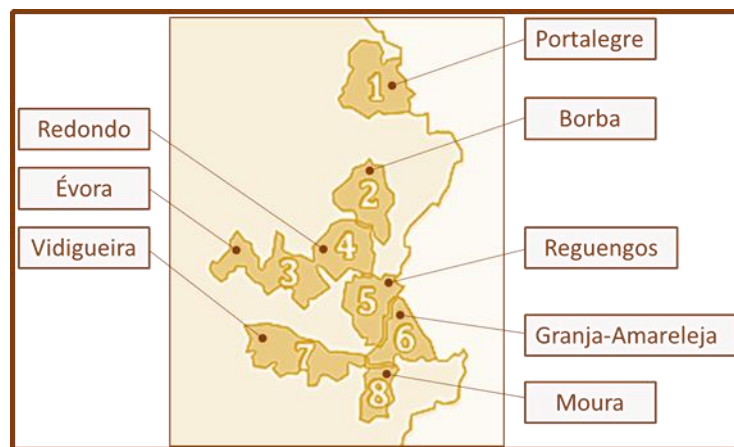 Portalegre
Borba
Redondo
Évora
Vidigueira
Reguengos
Granja-Amareleja
Moura
1
2
4
3
5
6
7
8